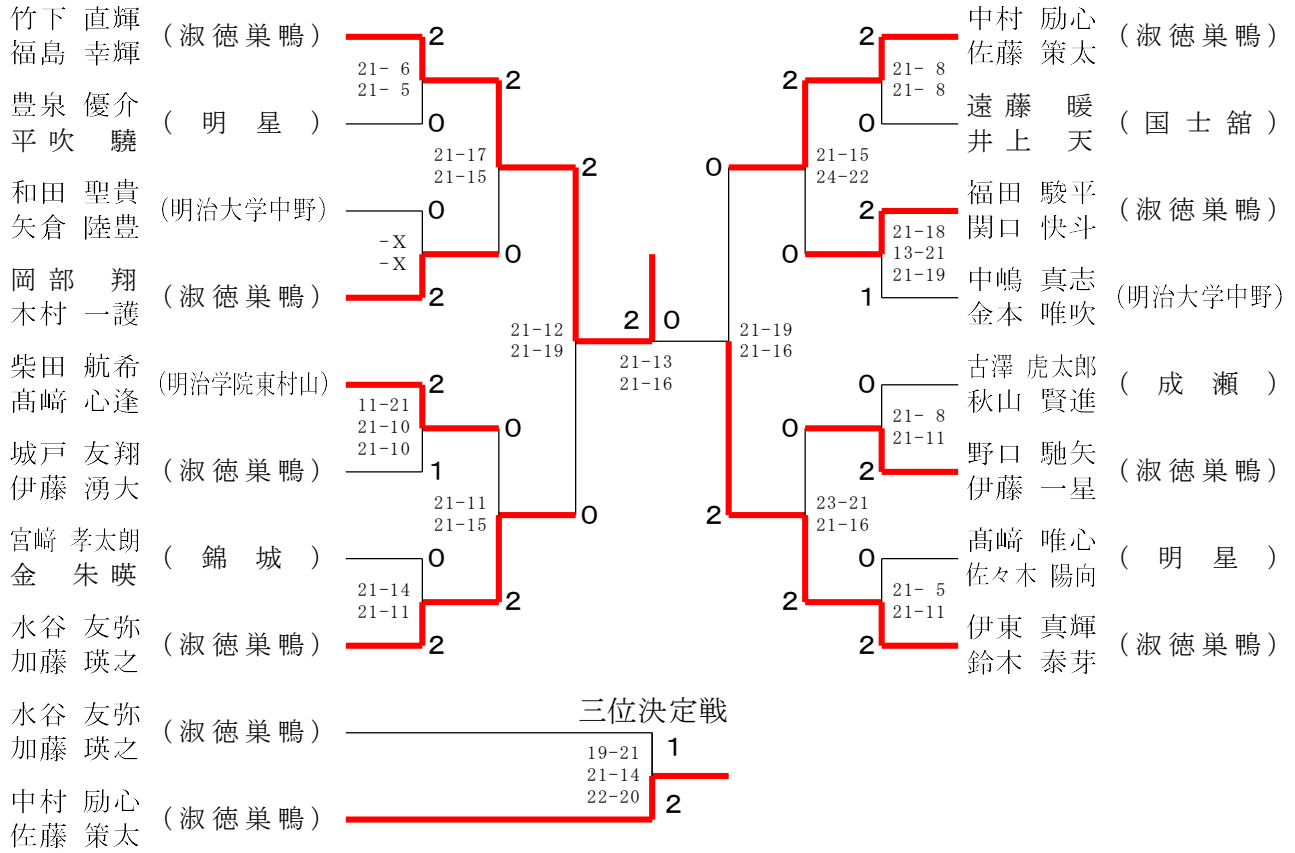 竹下 直輝
福島 幸輝
(淑徳巣鴨)
2
21- 6
21- 5
豊泉 優介
平吹 驍
(明星)
0
2
21-17
21-15
和田 聖貴
矢倉 陸豊
(明治大学中野)
0
-X
-X
岡部 翔
木村 一護
(淑徳巣鴨)
2
0
2
21-12
21-19
柴田 航希
髙﨑 心逢
(明治学院東村山)
2
11-21
21-10
21-10
城戸 友翔
伊藤 湧大
(淑徳巣鴨)
1
0
21-11
21-15
宮﨑 孝太朗
金 朱暎
(錦城)
0
21-14
21-11
水谷 友弥
加藤 瑛之
(淑徳巣鴨)
2
2
0
2 0
21-13
21-16
中村 励心
佐藤 策太
(淑徳巣鴨)
2
21- 8
21- 8
遠藤 暖
井上 天
(国士舘)
0
2
21-15
24-22
福田 駿平
関口 快斗
(淑徳巣鴨)
2
21-18
13-21
21-19
中嶋 真志
金本 唯吹
(明治大学中野)
1
0
0
21-19
21-16
古澤 虎太郎
秋山 賢進
(成瀬)
0
21- 8
21-11
野口 馳矢
伊藤 一星
(淑徳巣鴨)
2
0
23-21
21-16
髙﨑 唯心
佐々木 陽向
(明星)
0
21- 5
21-11
伊東 真輝
鈴木 泰芽
(淑徳巣鴨)
2
2
2
三位決定戦
水谷 友弥
加藤 瑛之
(淑徳巣鴨)
1
19-21
21-14
22-20
中村 励心
佐藤 策太
(淑徳巣鴨)
2